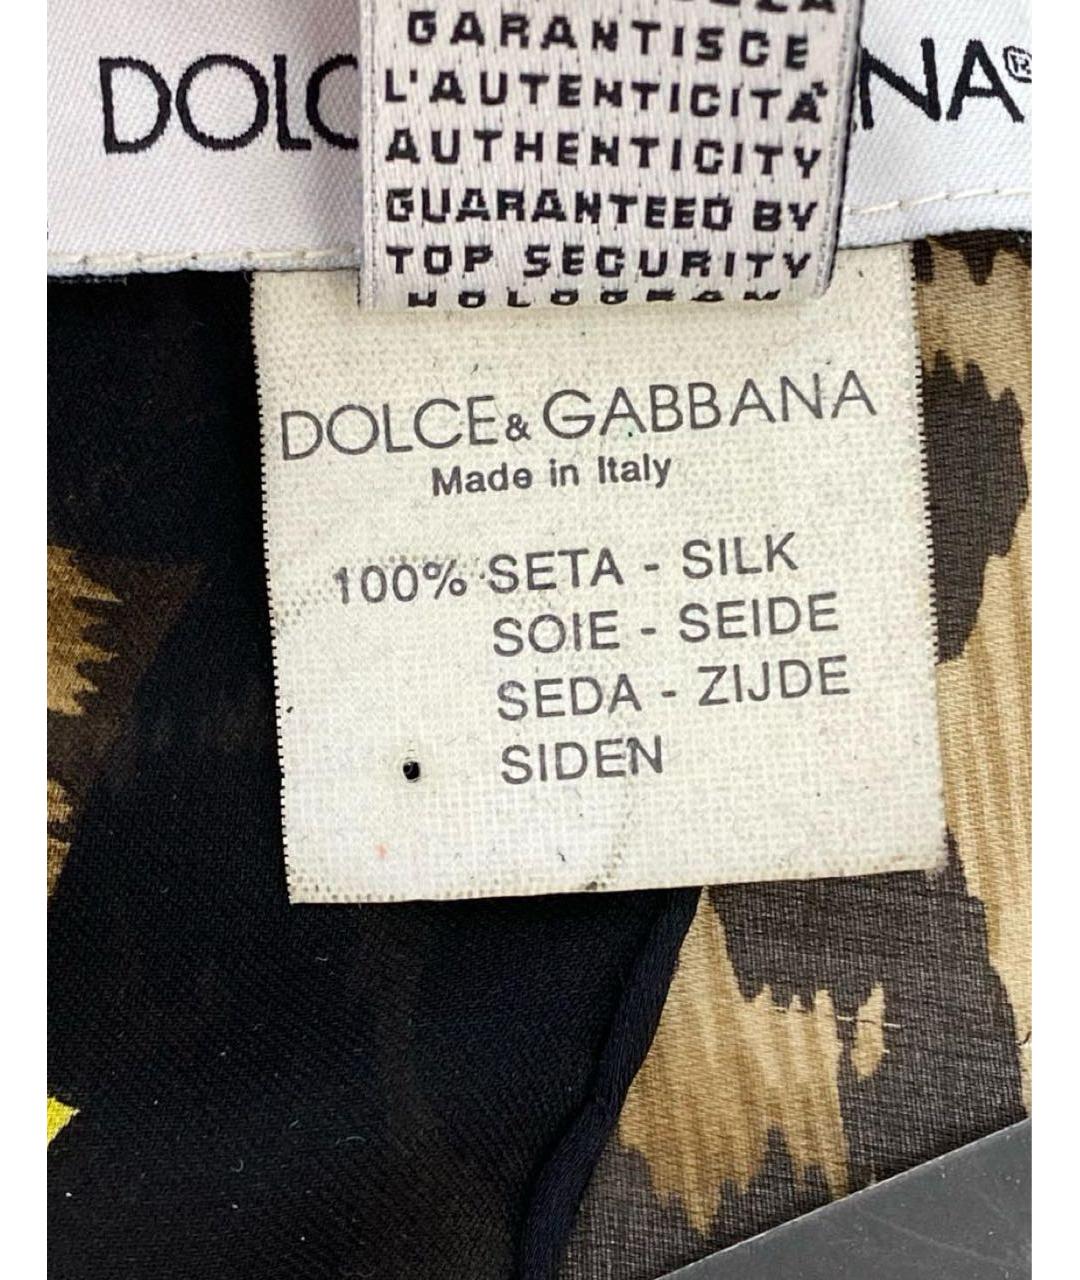 GARANTISCE
L'AUTENTICITÀ
AUTHENTICITY
GUARANTEED BY
TOP SECURITY
HOLOGRAM
DOLC NA®
DOLCE & GABBANA
Made in Italy
100% SETA - SILK
SOIE - SEIDE
SEDA - ZIJDE
SIDEN